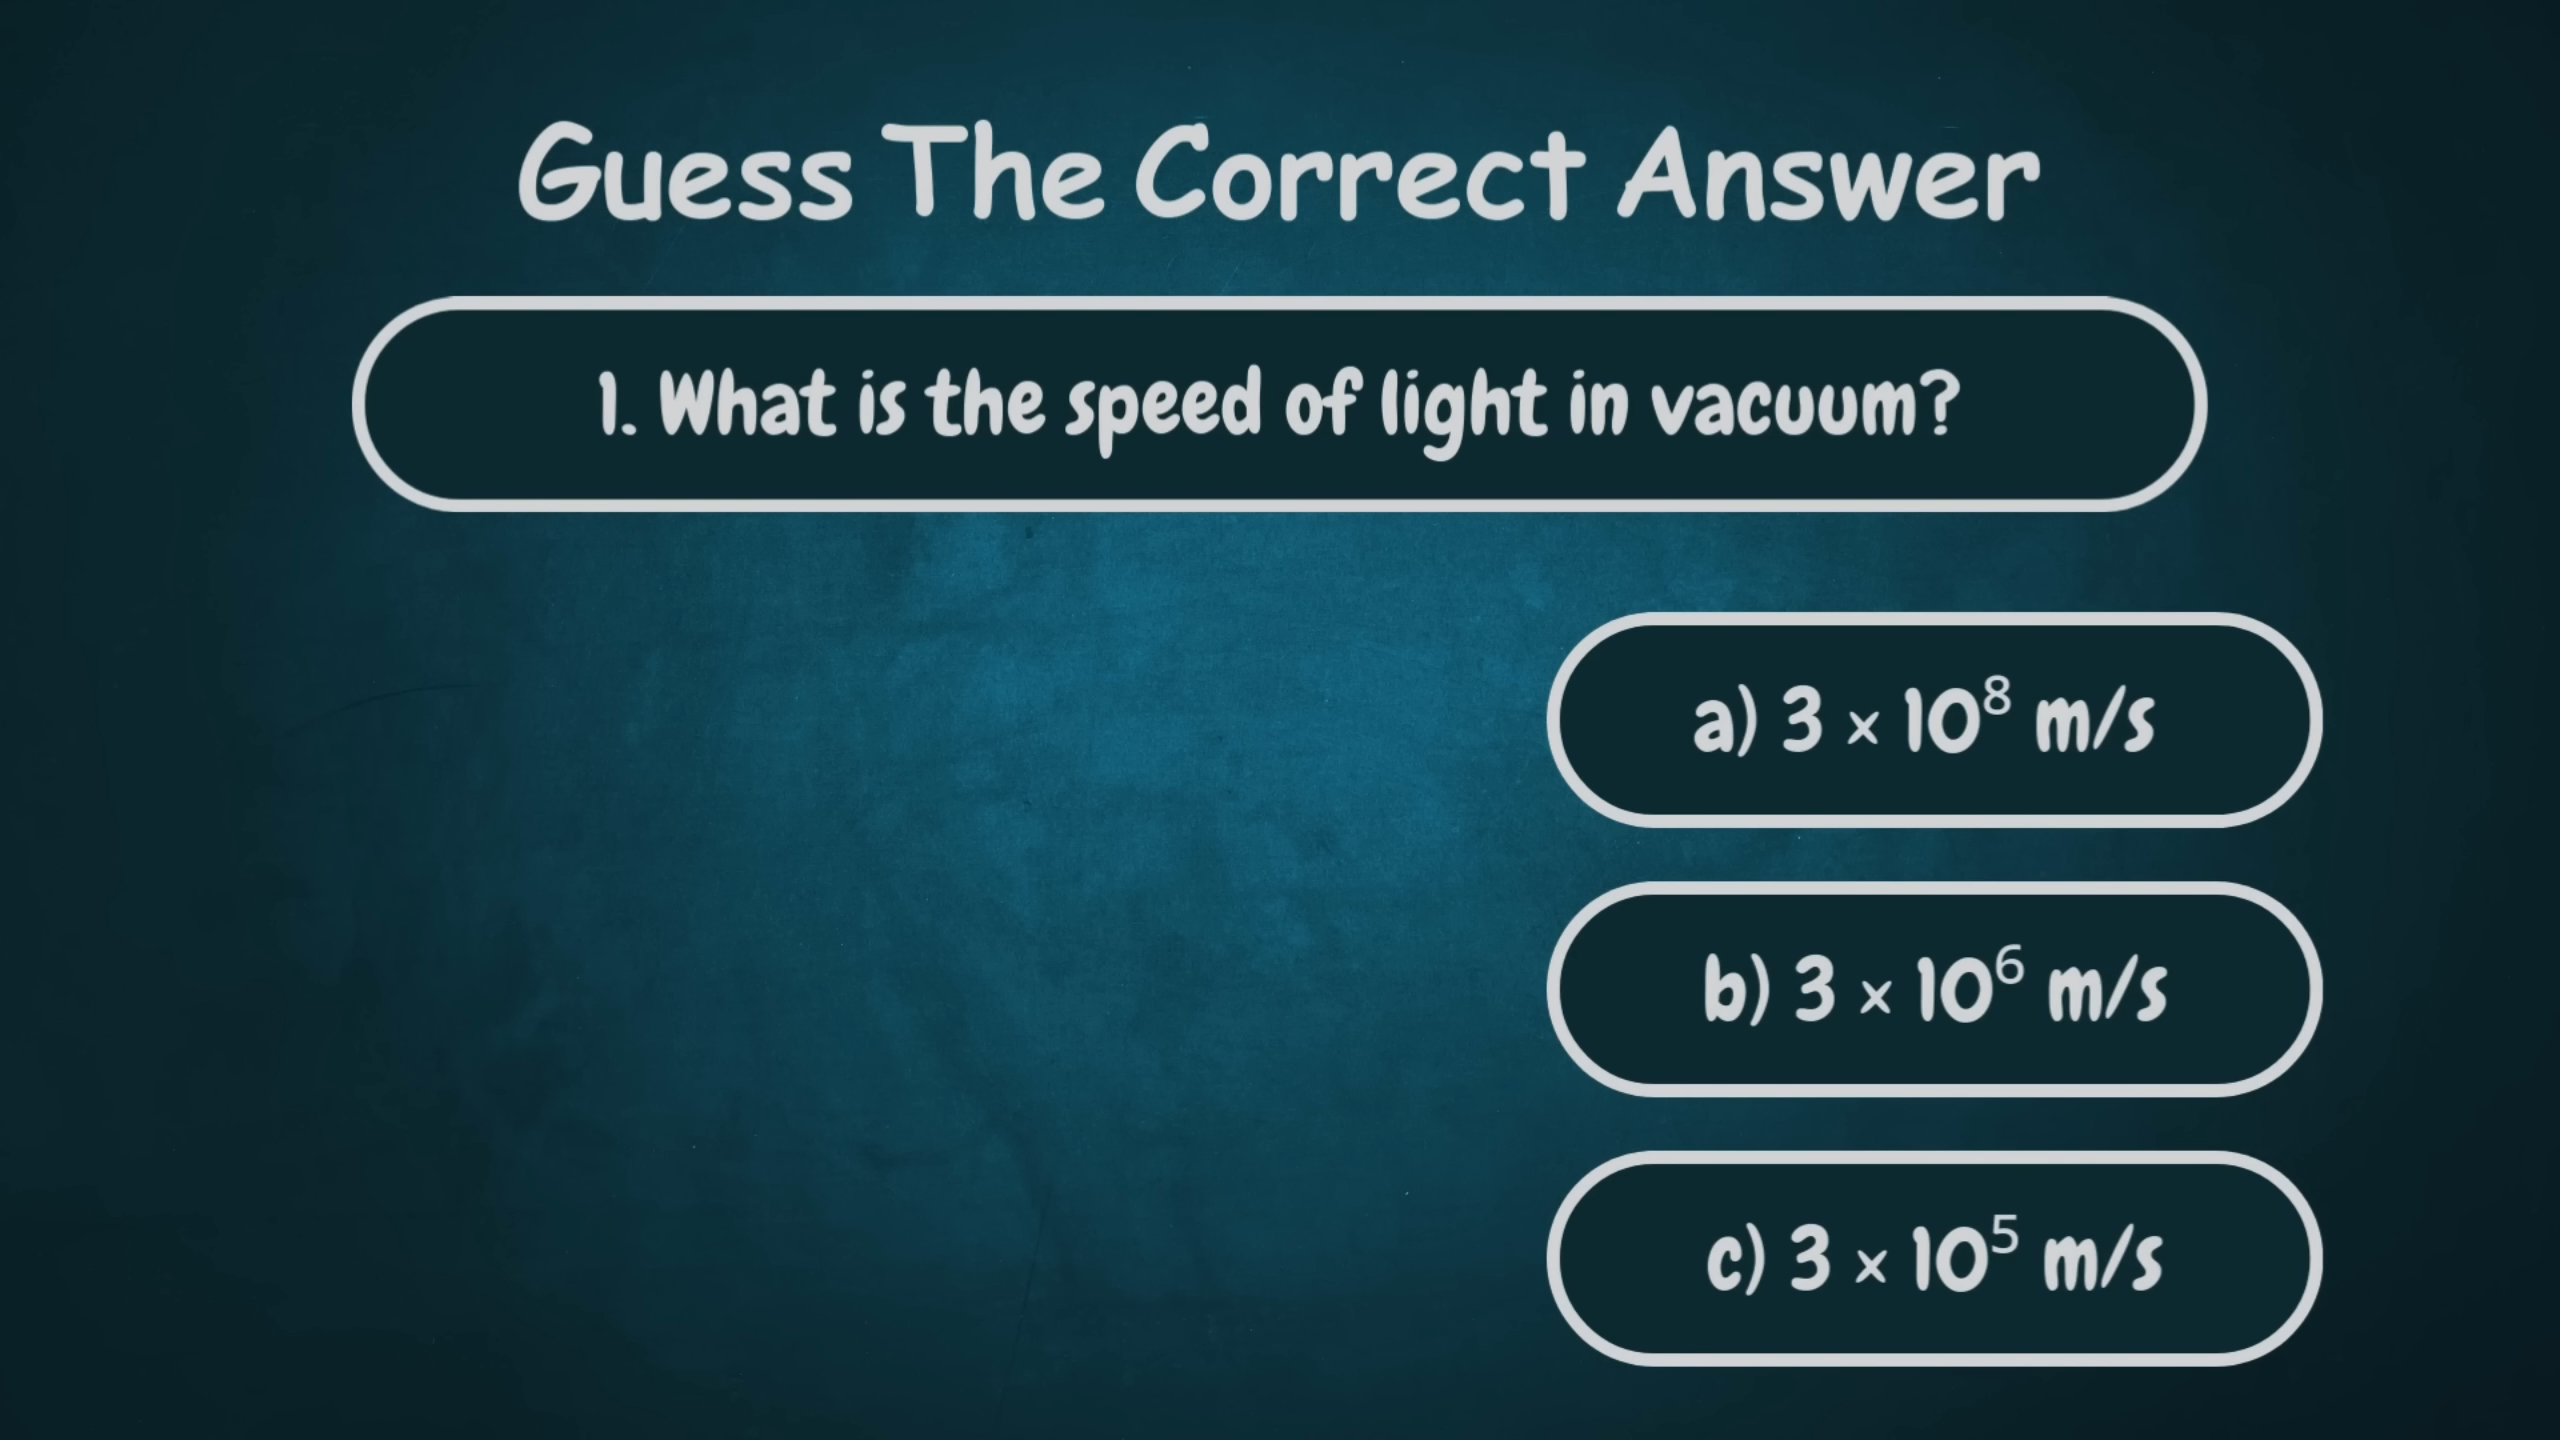 Guess The Correct Answer
1. What is the speed of light in vacuum?
a) 3 × 10⁸ m/s
b) 3 × 10⁶ m/s
c) 3 × 10⁵ m/s